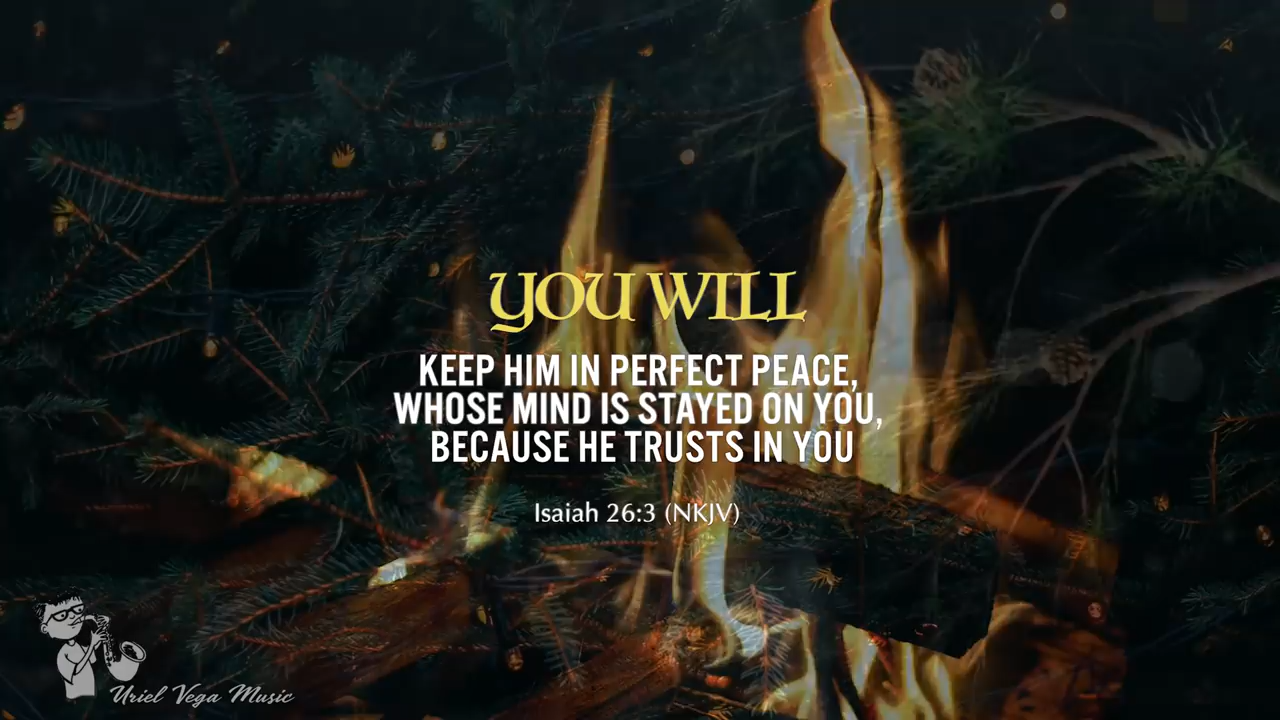 YOU WILL
KEEP HIM IN PERFECT PEACE,
WHOSE MIND IS STAYED ON YOU,
BECAUSE HE TRUSTS IN YOU
Isaiah 26:3 (NKJV)
Uriel Vega Music